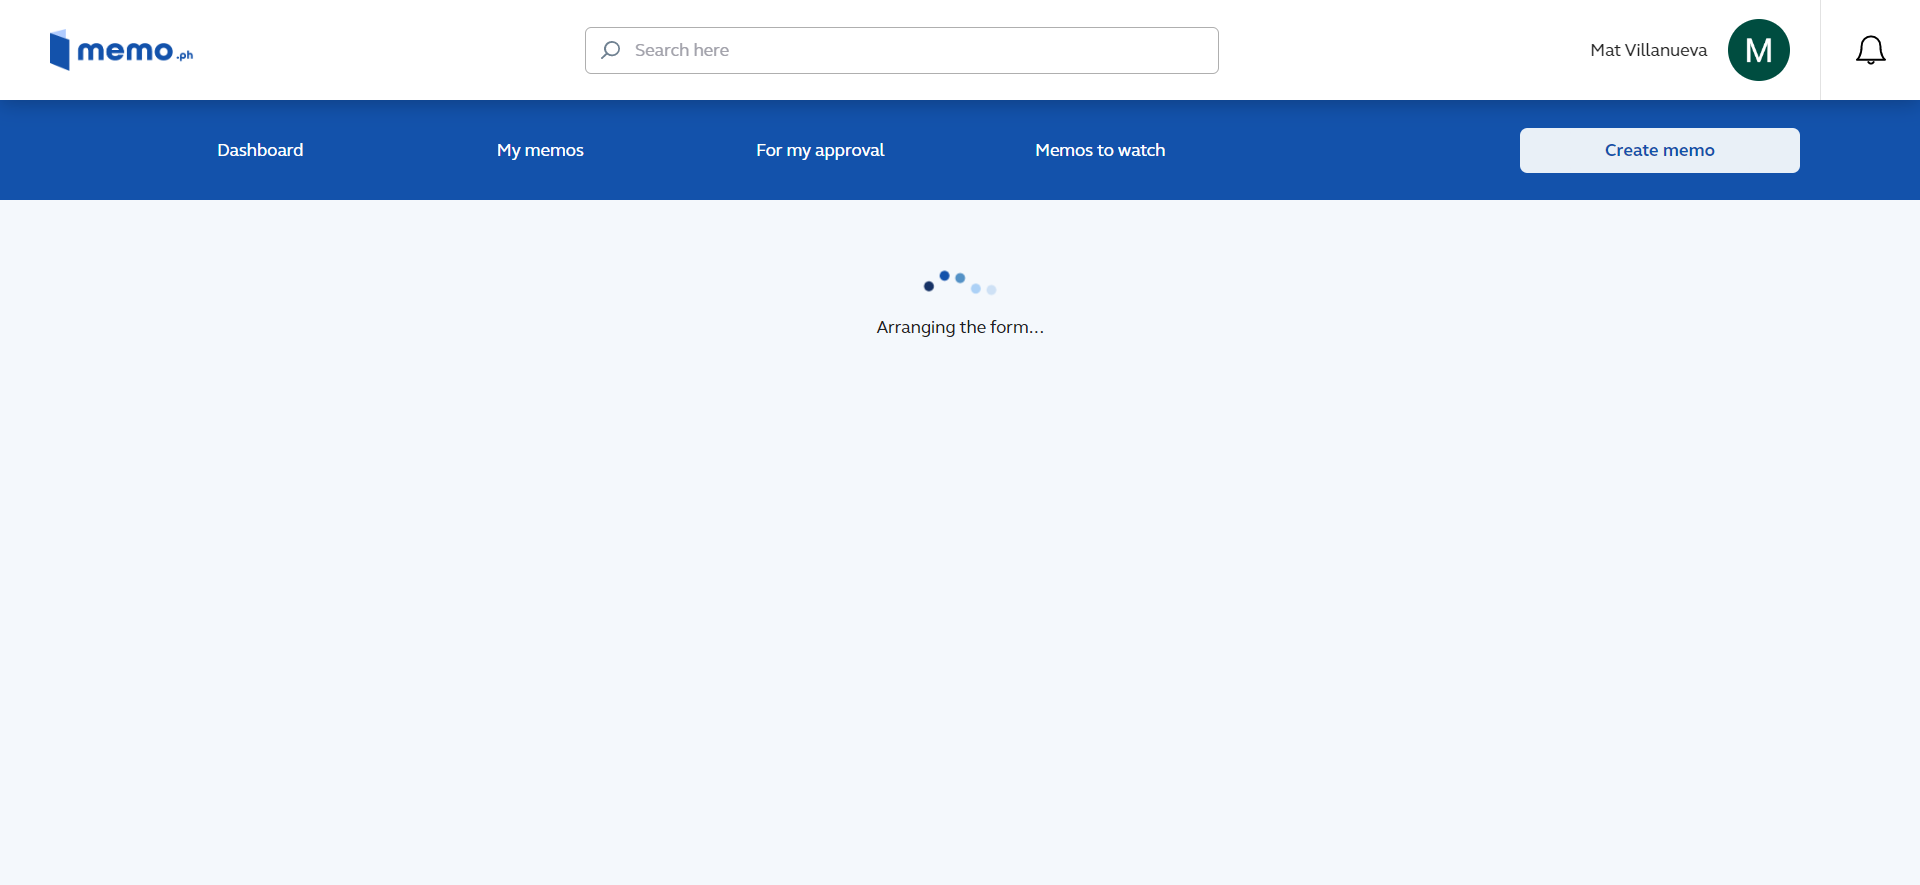 memo.ph
Search here
Mat Villanueva
M
Dashboard
My memos
For my approval
Memos to watch
Create memo
Arranging the form...